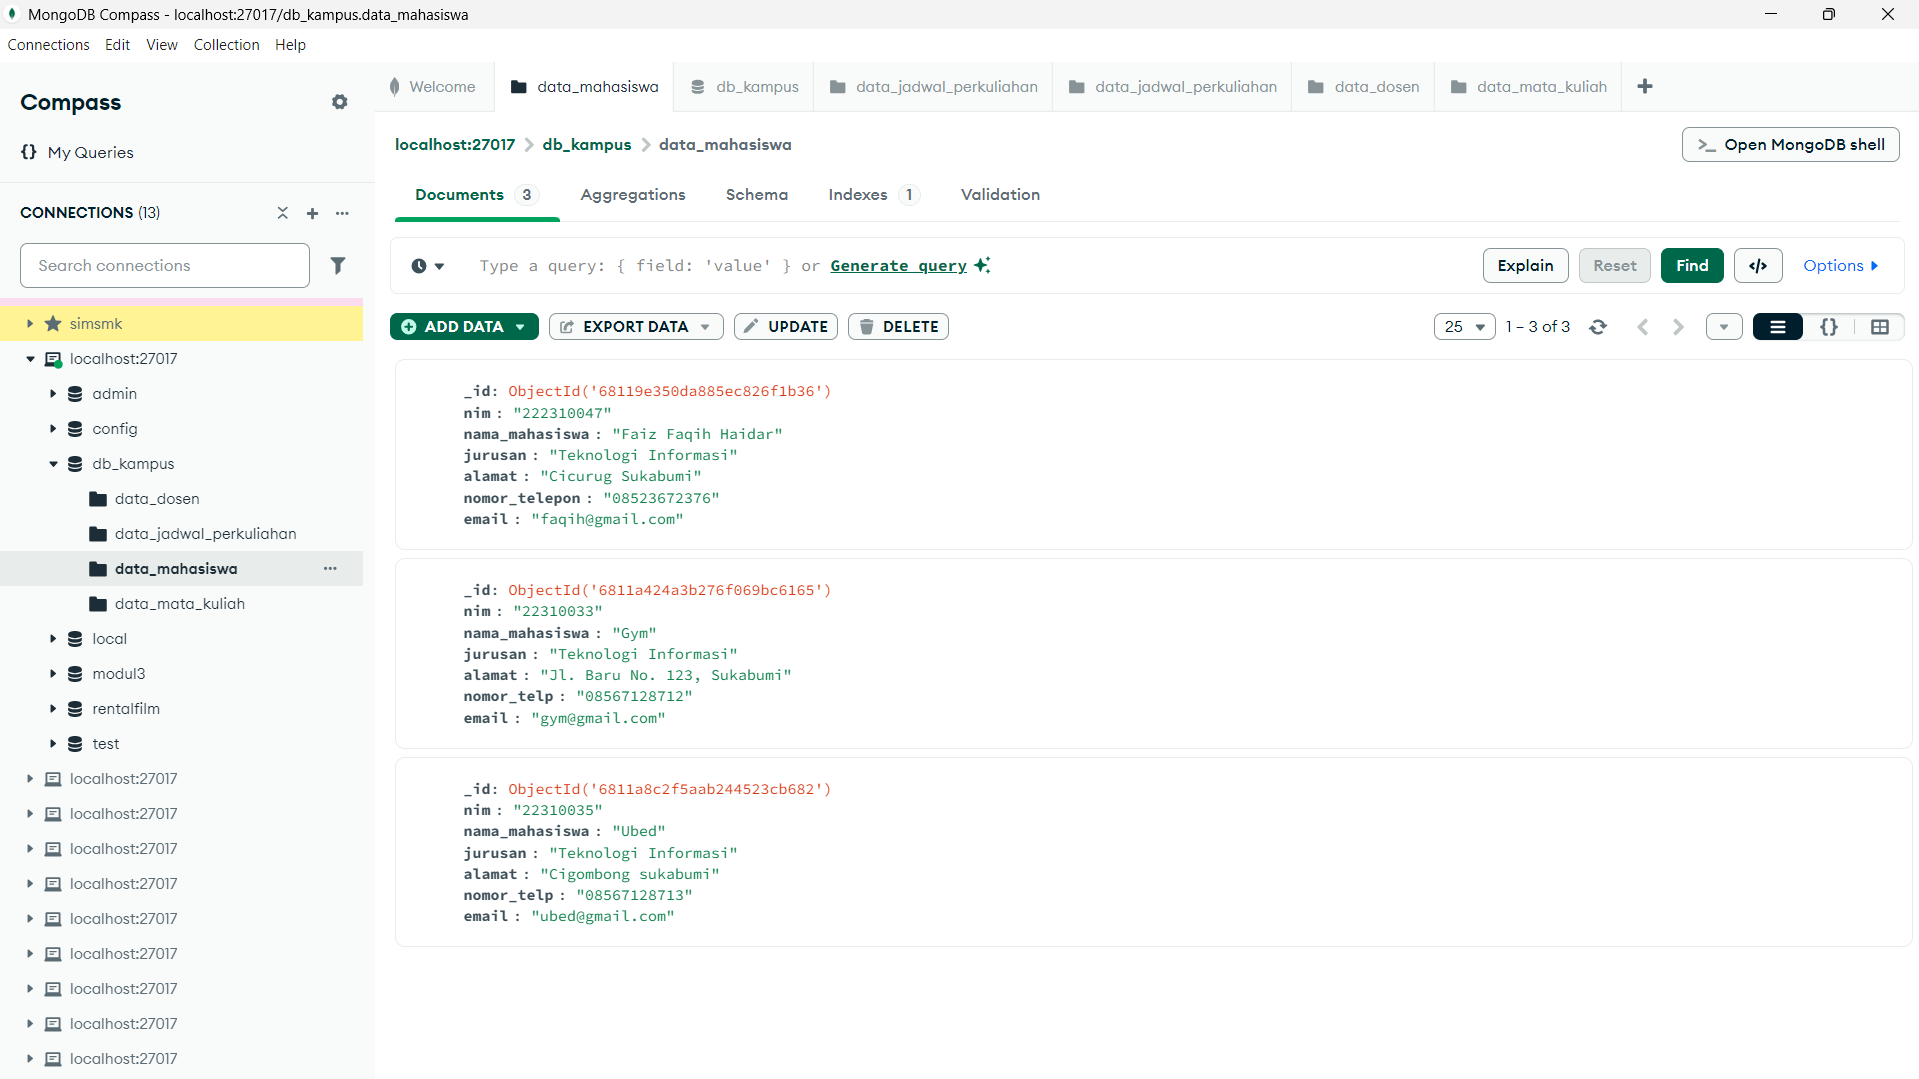 MongoDB Compass - localhost:27017/db_kampus.data_mahasiswa
Connections Edit View Collection Help
Compass
{} My Queries
CONNECTIONS (13)
Search connections
simsmk
localhost:27017
admin
config
db_kampus
data_dosen
data_jadwal_perkuliahan
data_mahasiswa
data_mata_kuliah
local
modul3
rentalfilm
test
localhost:27017
localhost:27017
localhost:27017
localhost:27017
localhost:27017
localhost:27017
localhost:27017
localhost:27017
localhost:27017
Welcome data_mahasiswa db_kampus data_jadwal_perkuliahan data_jadwal_perkuliahan data_dosen data_mata_kuliah
localhost:27017 > db_kampus > data_mahasiswa
>_ Open MongoDB shell
Documents 3 Aggregations Schema Indexes 1 Validation
Type a query: { field: 'value' } or Generate query
Explain Reset Find </> Options
ADD DATA EXPORT DATA UPDATE DELETE
25 1 – 3 of 3 {}
_id: ObjectId('68119e350da885ec826f1b36')
nim : "222310047"
nama_mahasiswa : "Faiz Faqih Haidar"
jurusan : "Teknologi Informasi"
alamat : "Cicurug Sukabumi"
nomor_telepon : "08523672376"
email : "faqih@gmail.com"
_id: ObjectId('6811a424a3b276f069bc6165')
nim : "22310033"
nama_mahasiswa : "Gym"
jurusan : "Teknologi Informasi"
alamat : "Jl. Baru No. 123, Sukabumi"
nomor_telp : "08567128712"
email : "gym@gmail.com"
_id: ObjectId('6811a8c2f5aab244523cb682')
nim : "22310035"
nama_mahasiswa : "Ubed"
jurusan : "Teknologi Informasi"
alamat : "Cigombong sukabumi"
nomor_telp : "08567128713"
email : "ubed@gmail.com"